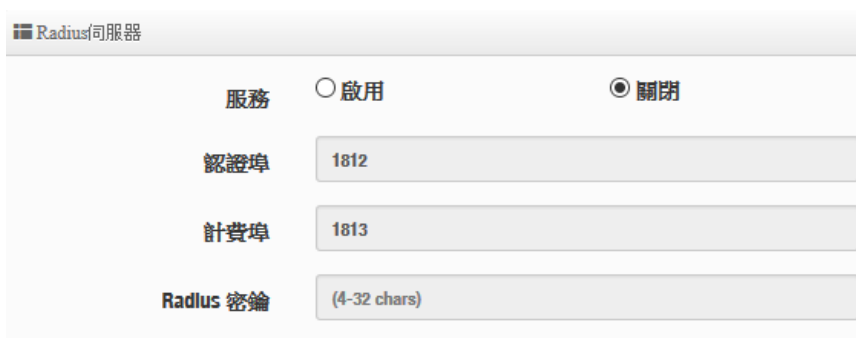 Radius伺服器
服務 啟用 關閉
認證埠 1812
計費埠 1813
Radius 密鑰 (4-32 chars)